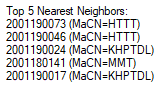 Top 5 Nearest Neighbors:
2001190073 (MaCN=HTTT)
2001190046 (MaCN=HTTT)
2001190024 (MaCN=KHPTDL)
2001180141 (MaCN=MMT)
2001190017 (MaCN=KHPTDL)